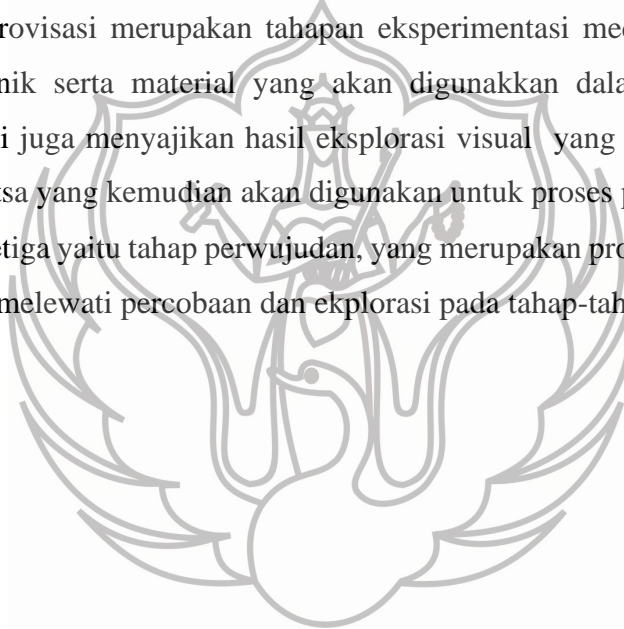 rovisasi merupakan tahapan eksperimentasi me
nik serta material yang akan digunakkan dala
i juga menyajikan hasil eksplorasi visual yang
tsa yang kemudian akan digunakan untuk proses p
etiga yaitu tahap perwujudan, yang merupakan pro
melewati percobaan dan ekplorasi pada tahap-tah